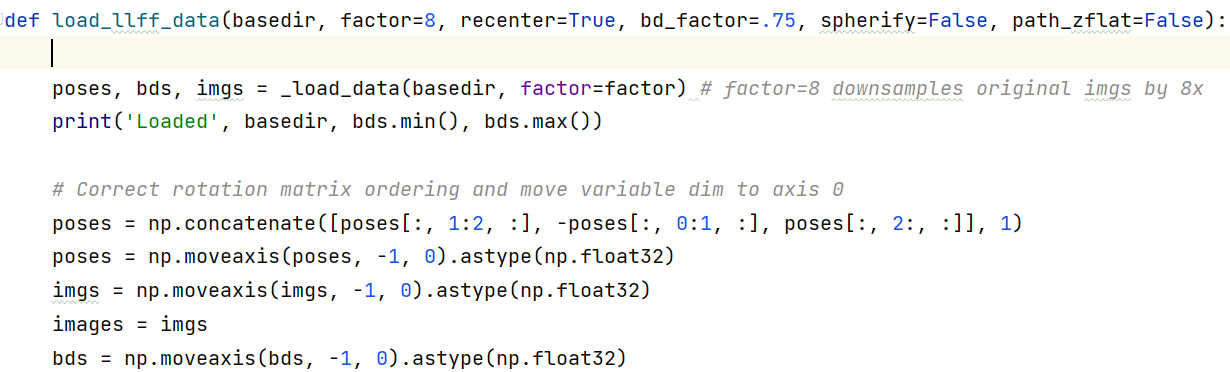 def load_llff_data(basedir, factor=8, recenter=True, bd_factor=.75, spherify=False, path_zflat=False):
poses, bds, imgs = _load_data(basedir, factor=factor) # factor=8 downsamples original imgs by 8x
print('Loaded', basedir, bds.min(), bds.max())
# Correct rotation matrix ordering and move variable dim to axis 0
poses = np.concatenate([poses[:, 1:2, :], -poses[:, 0:1, :], poses[:, 2:, :]], 1)
poses = np.moveaxis(poses, -1, 0).astype(np.float32)
imgs = np.moveaxis(imgs, -1, 0).astype(np.float32)
images = imgs
bds = np.moveaxis(bds, -1, 0).astype(np.float32)